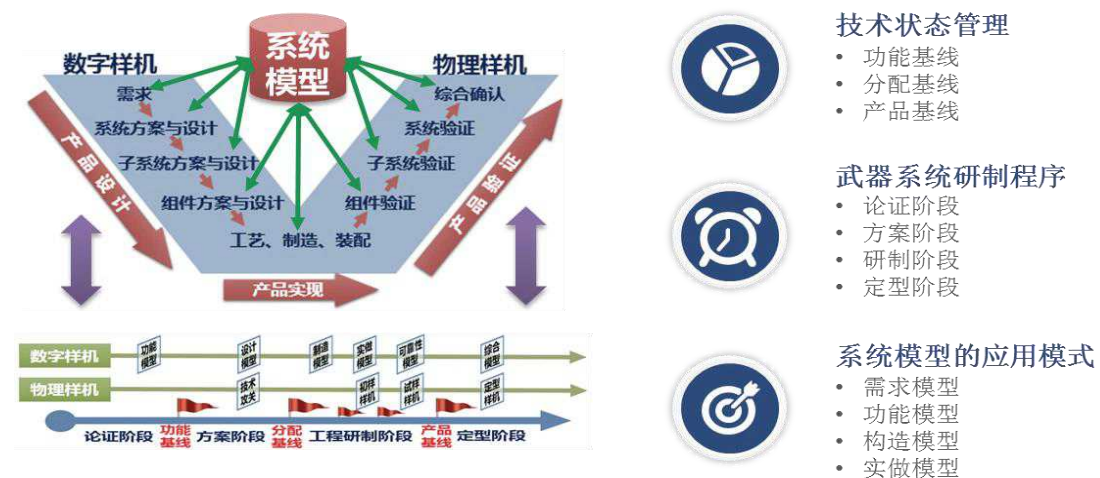 系统
模型
数字样机
物理样机
需求
综合确认
系统方案与设计
系统验证
子系统方案与设计
子系统验证
组件方案与设计
组件验证
工艺、制造、装配
产品设计
产品验证
产品实现
数字样机
功能
模型
设计
模型
制造
模型
实做
模型
可靠性
模型
综合
模型
物理样机
技术
攻关
初样
样机
试样
样机
定型
样机
论证阶段
功能
基线
方案阶段
分配
基线
工程研制阶段
产品
基线
定型阶段
技术状态管理
• 功能基线
• 分配基线
• 产品基线
武器系统研制程序
• 论证阶段
• 方案阶段
• 研制阶段
• 定型阶段
系统模型的应用模式
• 需求模型
• 功能模型
• 构造模型
• 实做模型